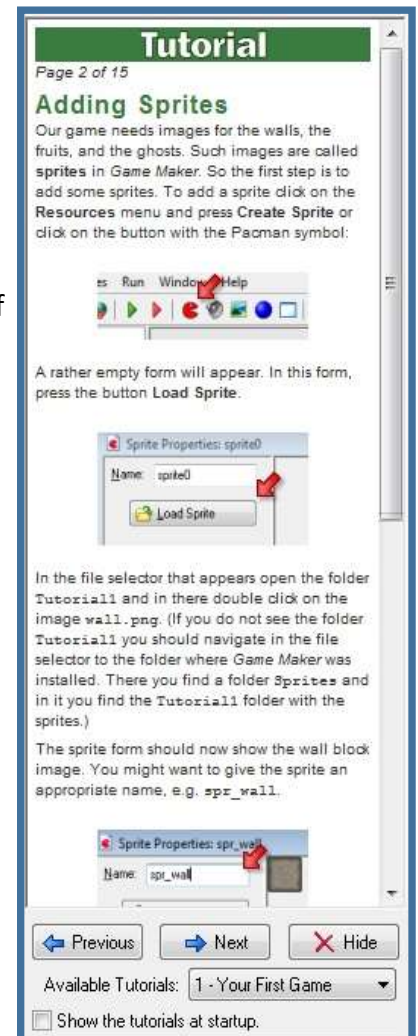 Tutorial
Page 2 of 15
Adding Sprites
Our game needs images for the walls, the
fruits, and the ghosts. Such images are called
sprites in Game Maker. So the first step is to
add some sprites. To add a sprite click on the
Resources menu and press Create Sprite or
click on the button with the Pacman symbol:
es Run Window Help
f
A rather empty form will appear. In this form,
press the button Load Sprite.
Sprite Properties: sprite0
Name: sprite0
Load Sprite
In the file selector that appears open the folder
Tutorial1 and in there double click on the
image wall.png. (If you do not see the folder
Tutorial1 you should navigate in the file
selector to the folder where Game Maker was
installed. There you find a folder Sprites and
in it you find the Tutorial1 folder with the
sprites.)
The sprite form should now show the wall block
image. You might want to give the sprite an
appropriate name, e.g. spr_wall.
Sprite Properties: spr_wall
Name: spr_wall
Previous Next Hide
Available Tutorials: 1 - Your First Game
Show the tutorials at startup.